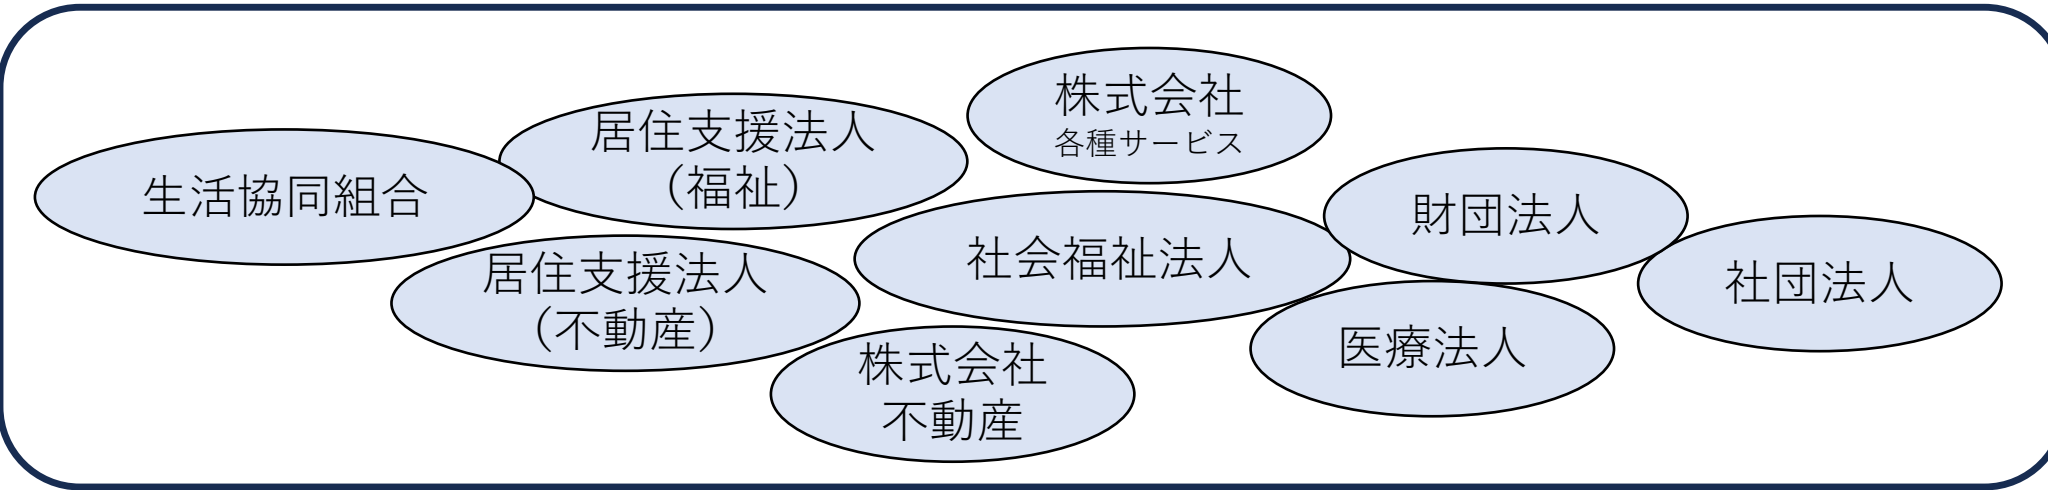 生活協同組合
居住支援法人
（福祉）
株式会社
各種サービス
居住支援法人
（不動産）
社会福祉法人
財団法人
社団法人
株式会社
不動産
医療法人